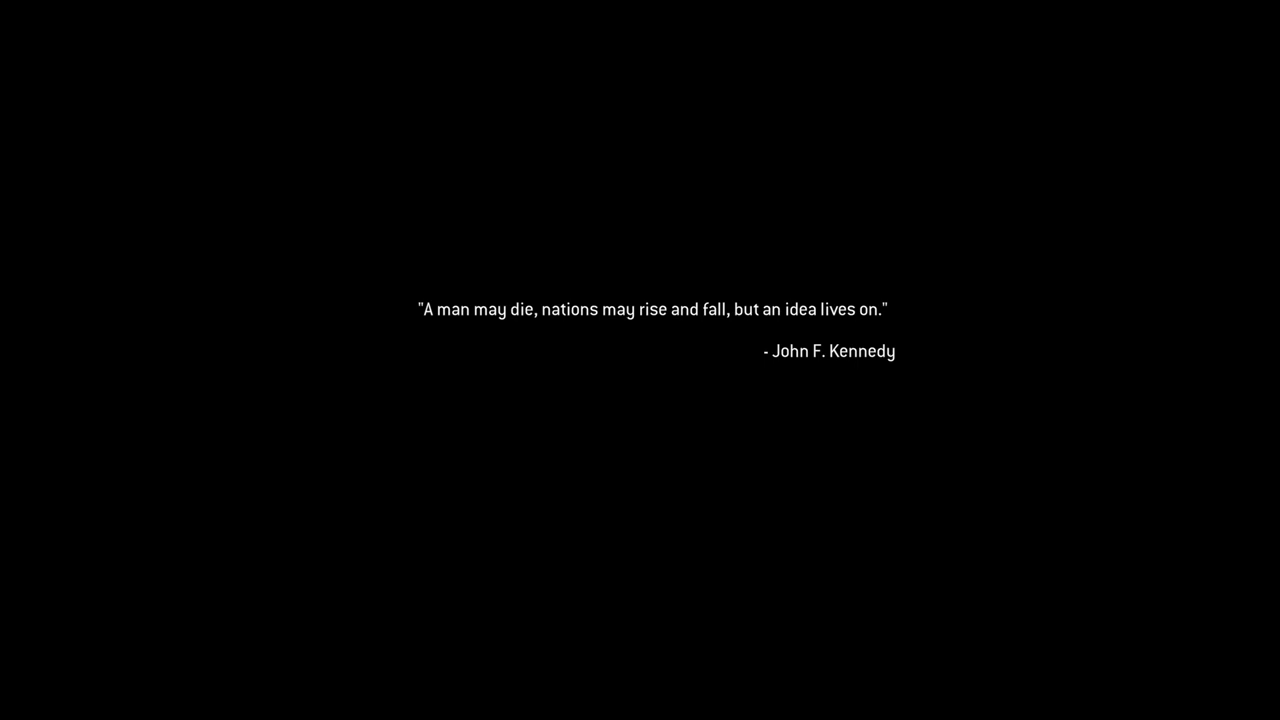 "A man may die, nations may rise and fall, but an idea lives on."
- John F. Kennedy